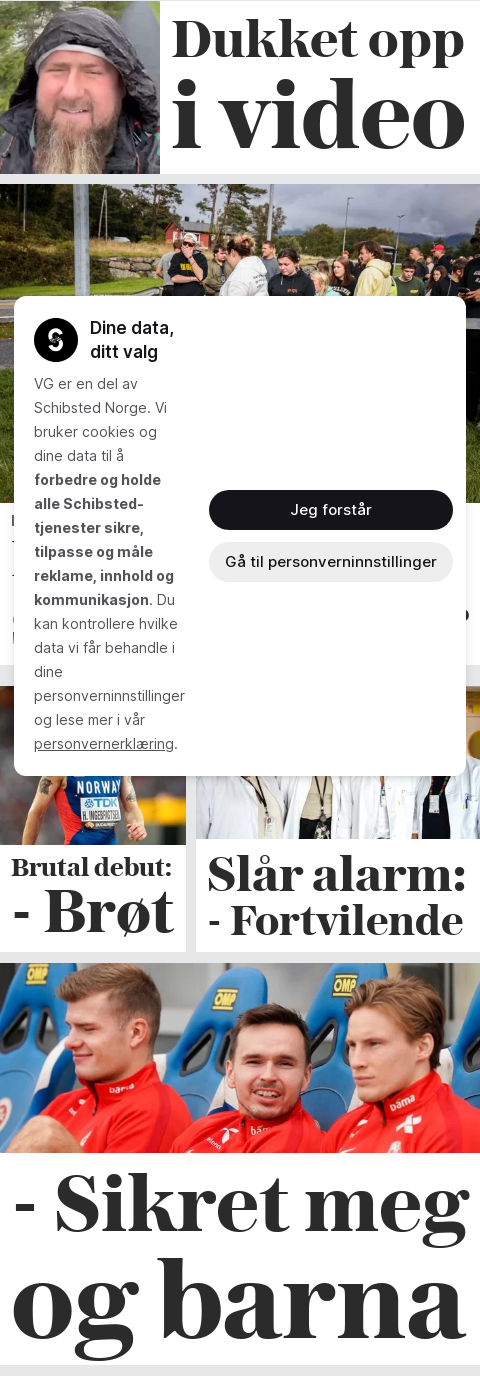 Dukket opp
i video
Dine data,
ditt valg
VG er en del av
Schibsted Norge. Vi
bruker cookies og
dine data til å
forbedre og holde
alle Schibsted-
tjenester sikre,
tilpasse og måle
reklame, innhold og
kommunikasjon. Du
kan kontrollere hvilke
data vi får behandle i
dine
personverninnstillinger
og lese mer i vår
personvernerklæring.
Jeg forstår
Gå til personverninnstillinger
NORWAY
TDK
H. INGEBRIGTSEN
Brutal debut:
- Brøt
Slår alarm:
- Fortvilende
OMP
OMP
OMP
bama
bama
- Sikret meg
og barna